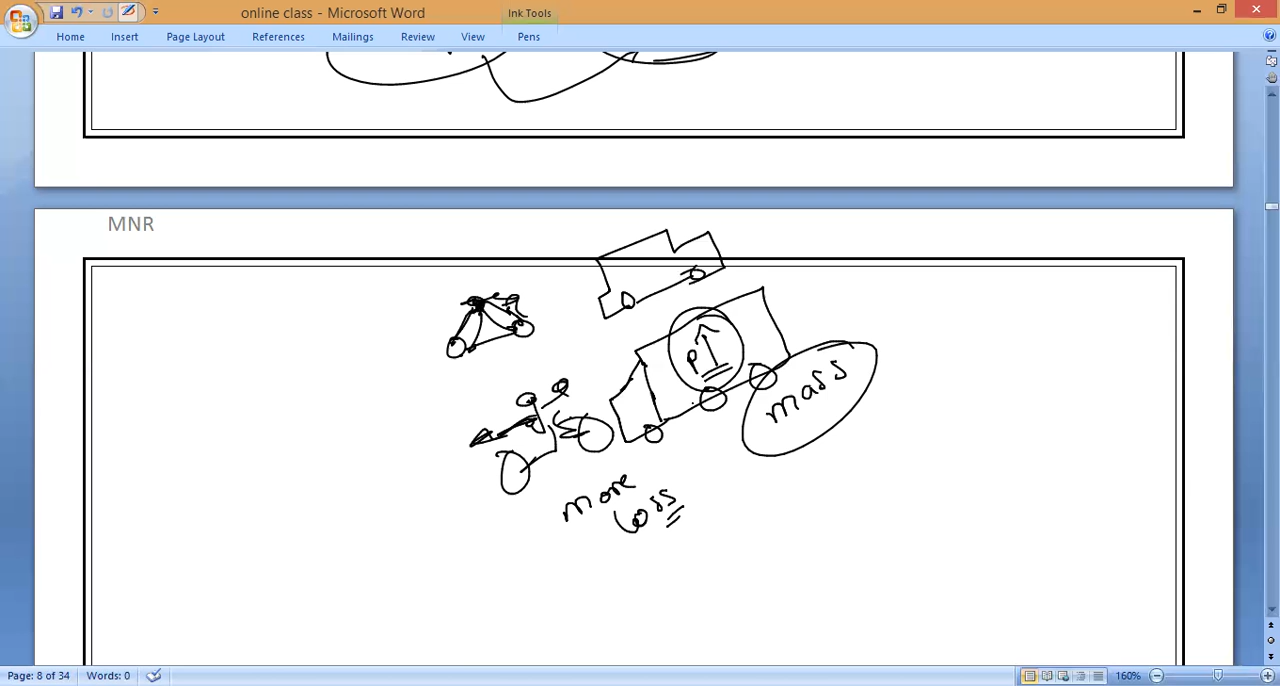 online class - Microsoft Word
Ink Tools
Home Insert Page Layout References Mailings Review View Pens
MNR
P
mass
more
loss
Page: 8 of 34 Words: 0 160%